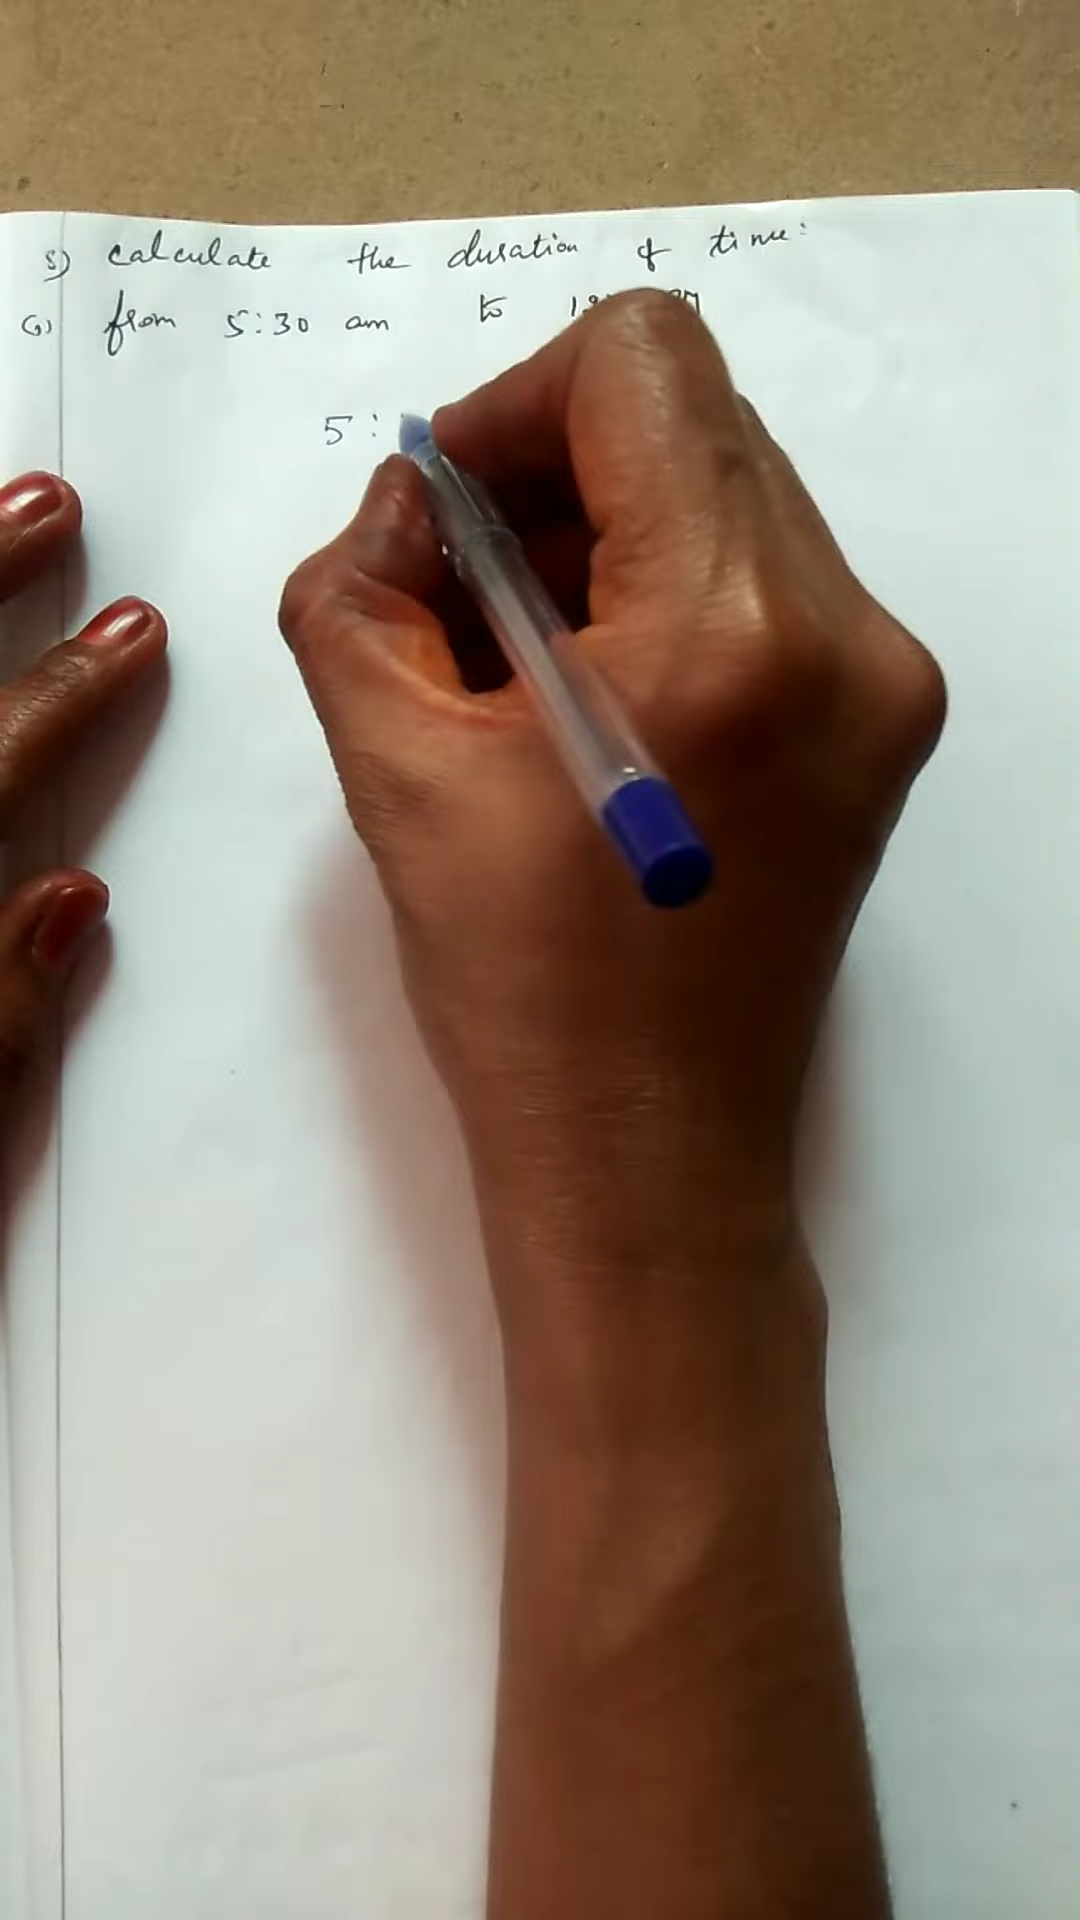 5) calculate the duration of time:
(a) from 5:30 am to
5 :